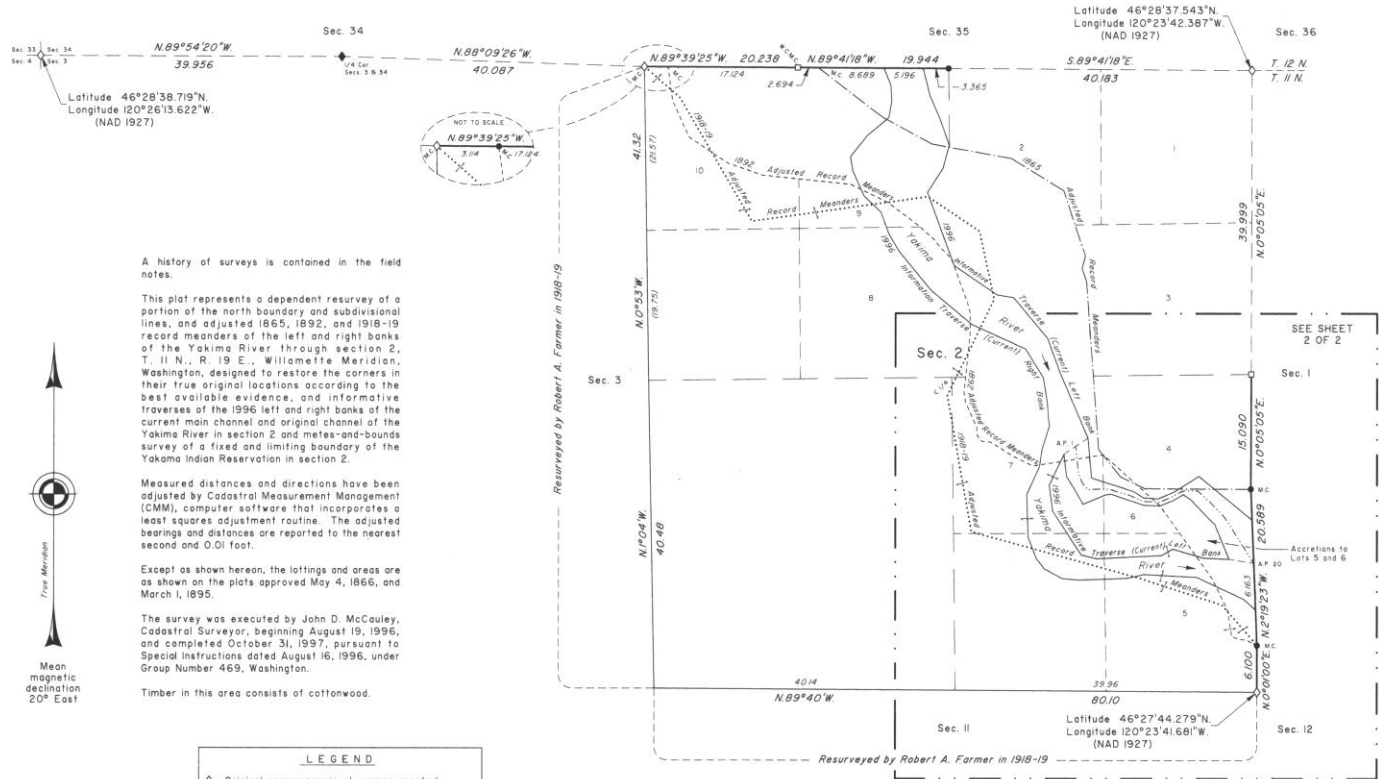 Latitude 46°28'37.543"N.
Longitude 120°23'42.387"W.
(NAD 1927)
Sec. 34
Sec. 35
Sec. 36
Sec. 33
Sec. 34
Sec. 4
Sec. 3
N.89°54'20"W.
39.956
N.88°09'26"W.
40.087
1/4 Cor.
Secs. 3 & 34
N.89°39'25"W.
20.238
17.124
W.C.M.C.
N.89°41'18"W.
19.944
2.694
M.C.
8.689
5.196
3.365
S.89°41'18"E.
40.183
T. 12 N.
T. 11 N.
Latitude 46°28'38.719"N.
Longitude 120°26'13.622"W.
(NAD 1927)
NOT TO SCALE
N.89°39'25"W.
M.C.
3.114
M.C.
17.124
M.C.
M.C.
1918-19
Adjusted
Record
Meanders
1892
Adjusted
Record
Meanders
10
9
2
1
1865
Adjusted
Record
Meanders
41.32
(21.57)
N.0°53'W.
(19.75)
39.999
N.0°05'05"E.
A history of surveys is contained in the field
notes.
This plat represents a dependent resurvey of a
portion of the north boundary and subdivisional
lines, and adjusted 1865, 1892, and 1918-19
record meanders of the left and right banks
of the Yakima River through section 2,
T. 11 N., R. 19 E., Willamette Meridian,
Washington, designed to restore the corners in
their true original locations according to the
best available evidence, and informative
traverses of the 1996 left and right banks of the
current main channel and original channel of the
Yakima River in section 2 and metes-and-bounds
survey of a fixed and limiting boundary of the
Yakama Indian Reservation in section 2.
Measured distances and directions have been
adjusted by Cadastral Measurement Management
(CMM), computer software that incorporates a
least squares adjustment routine. The adjusted
bearings and distances are reported to the nearest
second and 0.01 foot.
Except as shown hereon, the lottings and areas are
as shown on the plats approved May 4, 1866, and
March 1, 1895.
The survey was executed by John D. McCauley,
Cadastral Surveyor, beginning August 19, 1996,
and completed October 31, 1997, pursuant to
Special Instructions dated August 16, 1996, under
Group Number 469, Washington.
Timber in this area consists of cottonwood.
True Meridian
Mean
magnetic
declination
20° East
LEGEND
Resurveyed by Robert A. Farmer in 1918-19
Yakima
River
1996
Information
Traverse
(Current)
Right
Bank
1996
Informative
Traverse
(Current)
Left
Bank
8
3
SEE SHEET
2 OF 2
Sec. 2
Sec. 1
Sec. 3
C 1/4
Adjusted Record Meanders
7
4
A.P. 1
1918-19
Adjusted
Record
Meanders
Yakima
River
1996 Informative
Traverse (Current) Left
Bank
6
5
15.090
N.0°05'05"E.
M.C.
20.589
Accretions to
Lots 5 and 6
A.P. 20
6.163
N.2°19'23"W.
M.C.
6.100
N.0°01'00"E.
N.1°04'W.
40.48
40.14
39.96
N.89°40'W.
80.10
Latitude 46°27'44.279"N.
Longitude 120°23'41.681"W.
(NAD 1927)
Sec. 11
Sec. 12
Resurveyed by Robert A. Farmer in 1918-19